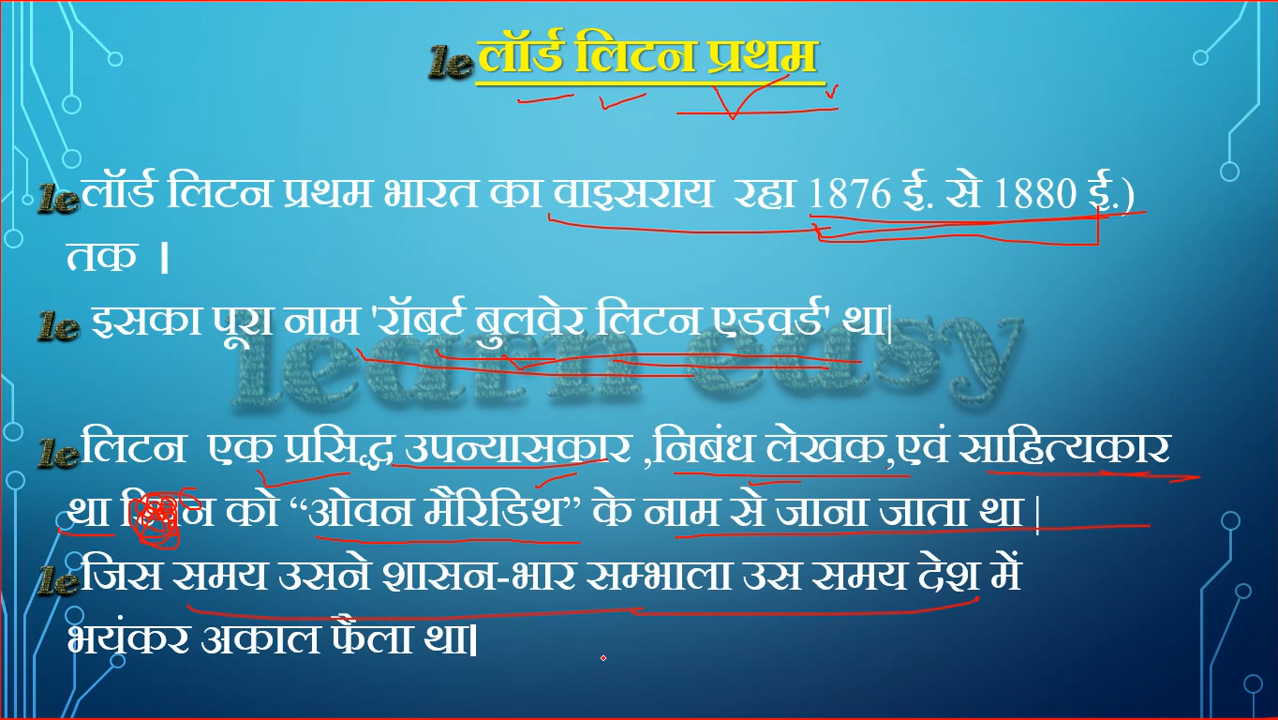 le लॉर्ड लिटन प्रथम
le लॉर्ड लिटन प्रथम भारत का वाइसराय रहा 1876 ई. से 1880 ई.)
तक ।
le इसका पूरा नाम 'रॉबर्ट बुलवेर लिटन एडवर्ड' था|
learn easy
le लिटन एक प्रसिद्ध उपन्यासकार ,निबंध लेखक,एवं साहित्यकार
था को “ओवन मैरिडिथ” के नाम से जाना जाता था |
le जिस समय उसने शासन-भार सम्भाला उस समय देश में
भयंकर अकाल फैला था।